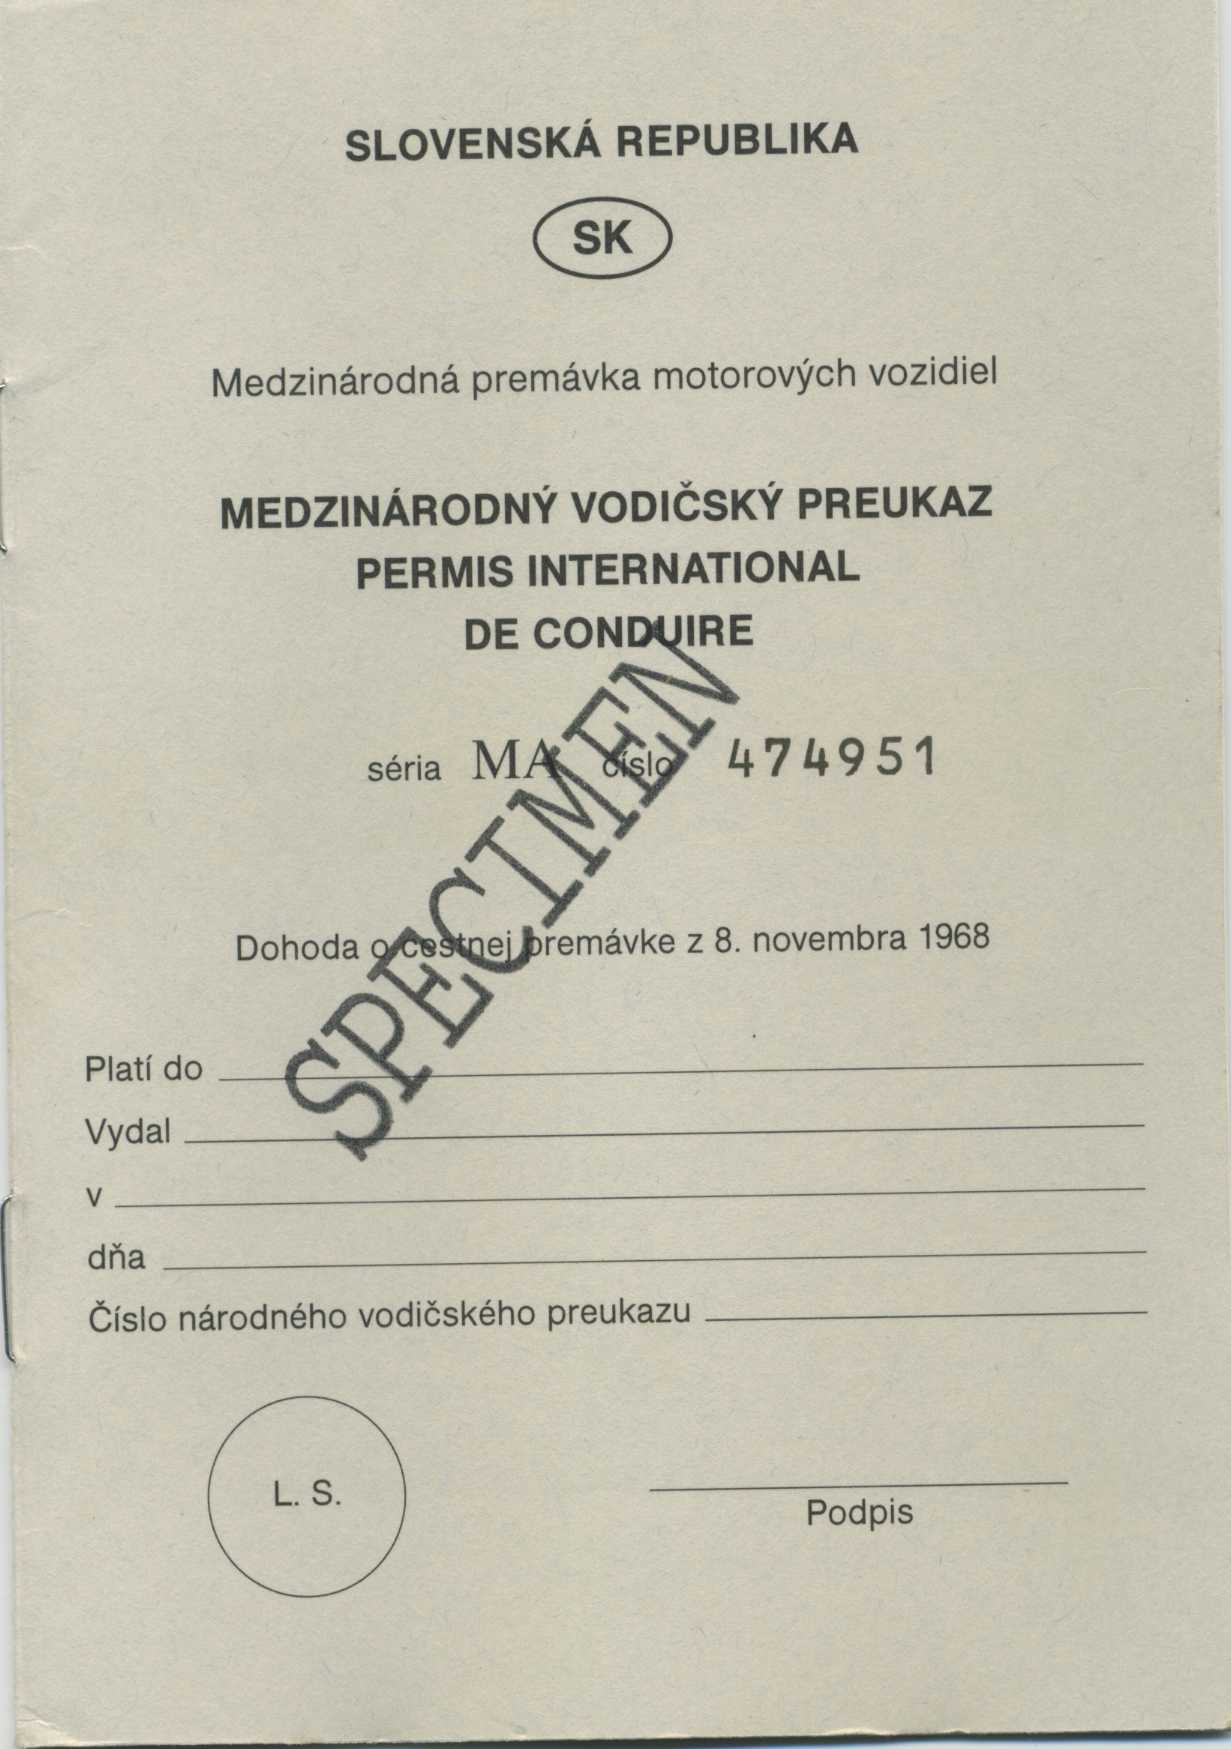 SLOVENSKÁ REPUBLIKA
SK
Medzinárodná premávka motorových vozidiel
MEDZINÁRODNÝ VODIČSKÝ PREUKAZ
PERMIS INTERNATIONAL
DE CONDUIRE
séria MA číslo 474951
SPECIMEN
Dohoda o cestnej premávke z 8. novembra 1968
Platí do
Vydal
v
dňa
Číslo národného vodičského preukazu
L. S.
Podpis